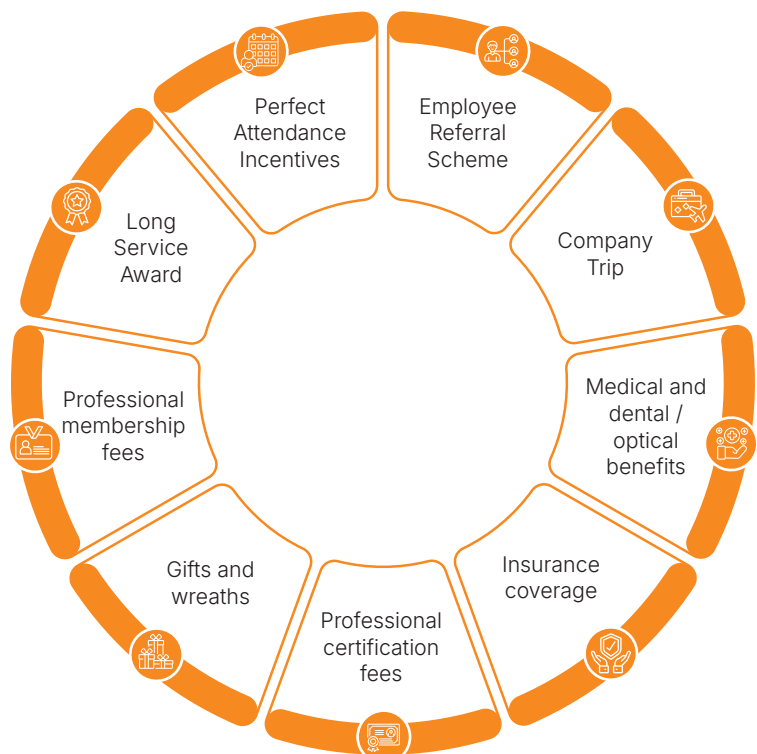 Perfect
Attendance
Incentives
Employee
Referral
Scheme
Company
Trip
Medical and
dental /
optical
benefits
Insurance
coverage
Professional
certification
fees
Gifts and
wreaths
Professional
membership
fees
Long
Service
Award